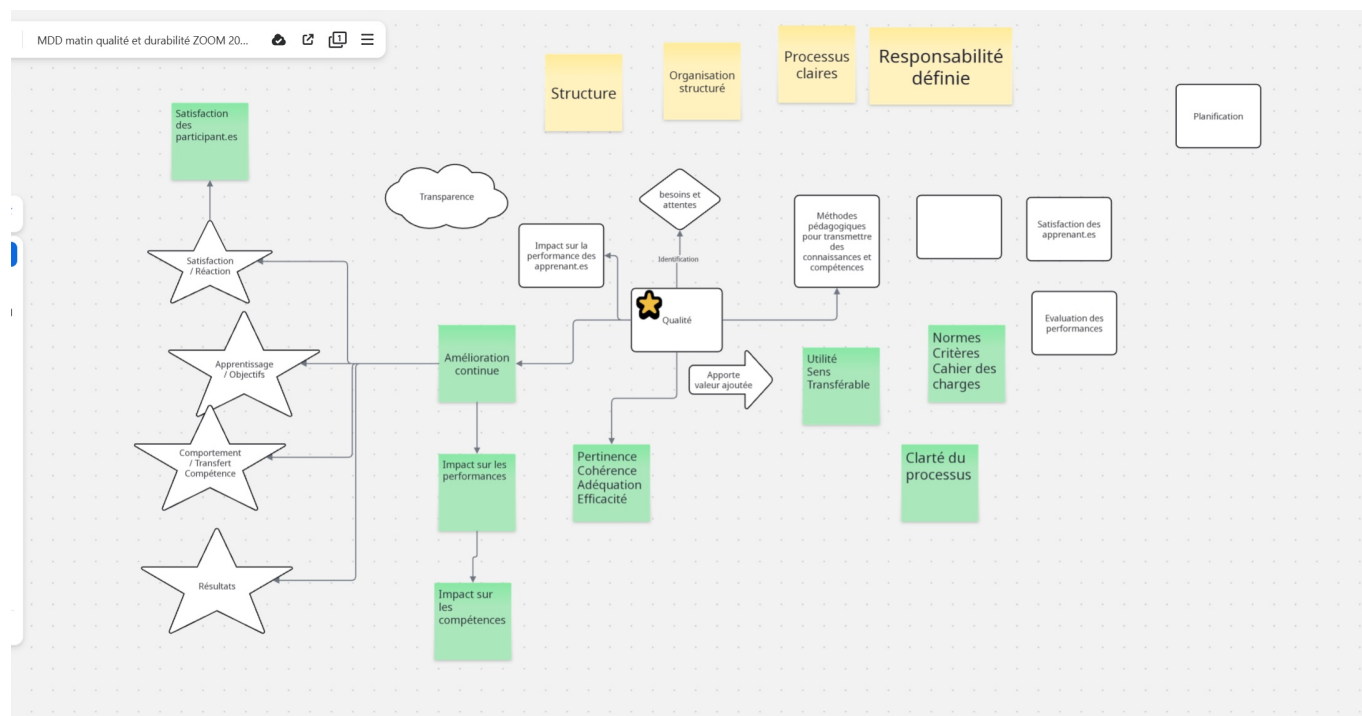 MDD matin qualité et durabilité ZOOM 20...
1
Structure
Organisation
structuré
Processus
claires
Responsabilité
définie
Planification
Satisfaction
des
participant.es
Transparence
besoins et
attentes
Méthodes
pédagogiques
pour transmettre
des
connaissances et
compétences
Satisfaction des
apprenant.es
Satisfaction
/ Réaction
Impact sur la
performance des
apprenant.es
Identification
Qualité
Evaluation des
performances
Apprentissage
/ Objectifs
Amélioration
continue
Apporte
valeur ajoutée
Utilité
Sens
Transférable
Normes
Critères
Cahier des
charges
Comportement
/ Transfert
Compétence
Impact sur les
performances
Pertinence
Cohérence
Adéquation
Efficacité
Clarté du
processus
Résultats
Impact sur
les
compétences